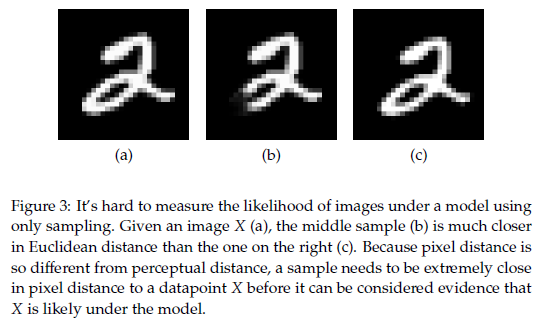 (a) (b) (c)
Figure 3: It's hard to measure the likelihood of images under a model using
only sampling. Given an image X (a), the middle sample (b) is much closer
in Euclidean distance than the one on the right (c). Because pixel distance is
so different from perceptual distance, a sample needs to be extremely close
in pixel distance to a datapoint X before it can be considered evidence that
X is likely under the model.